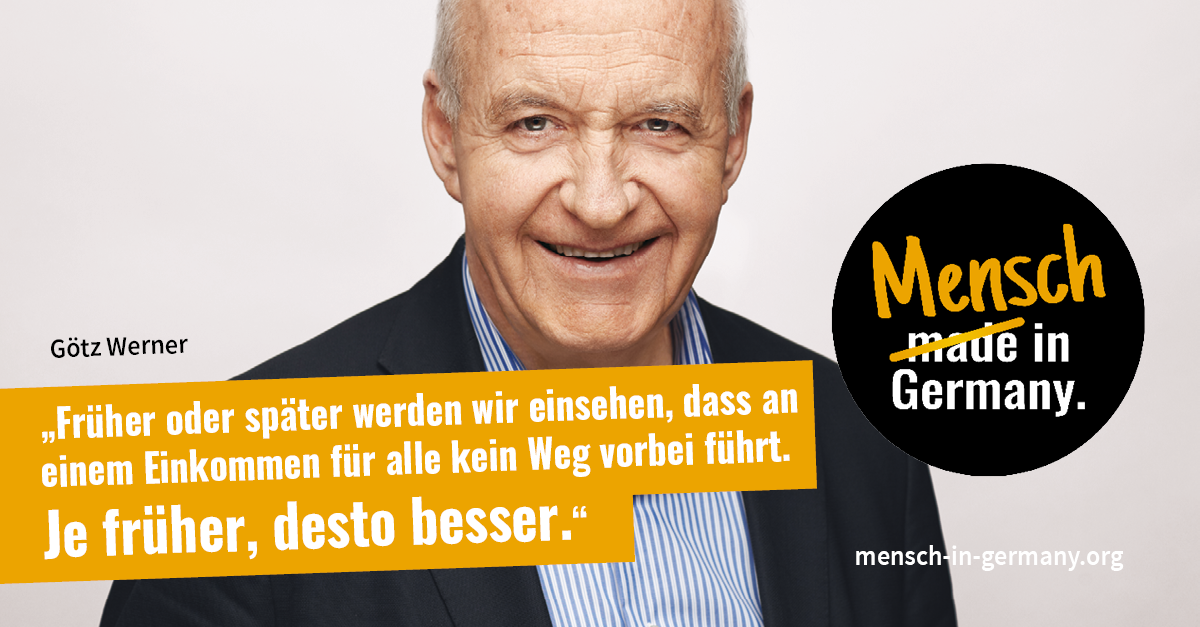 Götz Werner
„Früher oder später werden wir einsehen, dass an
einem Einkommen für alle kein Weg vorbei führt.
Je früher, desto besser.“
Mensch
made in
Germany.
mensch-in-germany.org